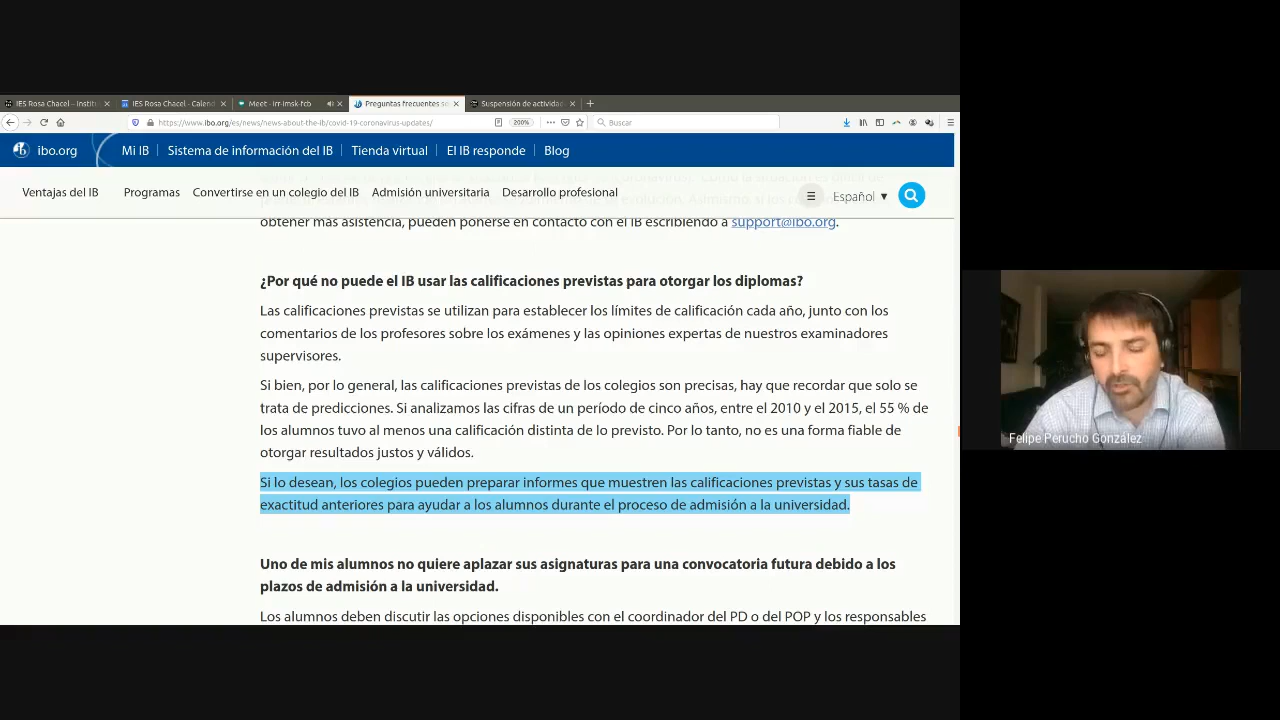 IES Rosa Chacel – Institu
IES Rosa Chacel - Calend
Meet - irr-imsk-fcb
Preguntas frecuentes se
Suspensión de actividad
https://www.ibo.org/es/news/news-about-the-ib/covid-19-coronavirus-updates/
200%
Buscar
ibo.org
Mi IB
Sistema de información del IB
Tienda virtual
El IB responde
Blog
Ventajas del IB
Programas
Convertirse en un colegio del IB
Admisión universitaria
Desarrollo profesional
Español
obtener más asistencia, pueden ponerse en contacto con el IB escribiendo a support@ibo.org.
¿Por qué no puede el IB usar las calificaciones previstas para otorgar los diplomas?
Las calificaciones previstas se utilizan para establecer los límites de calificación cada año, junto con los
comentarios de los profesores sobre los exámenes y las opiniones expertas de nuestros examinadores
supervisores.
Si bien, por lo general, las calificaciones previstas de los colegios son precisas, hay que recordar que solo se
trata de predicciones. Si analizamos las cifras de un período de cinco años, entre el 2010 y el 2015, el 55 % de
los alumnos tuvo al menos una calificación distinta de lo previsto. Por lo tanto, no es una forma fiable de
otorgar resultados justos y válidos.
Si lo desean, los colegios pueden preparar informes que muestren las calificaciones previstas y sus tasas de
exactitud anteriores para ayudar a los alumnos durante el proceso de admisión a la universidad.
Uno de mis alumnos no quiere aplazar sus asignaturas para una convocatoria futura debido a los
plazos de admisión a la universidad.
Los alumnos deben discutir las opciones disponibles con el coordinador del PD o del POP y los responsables
Felipe Perucho González